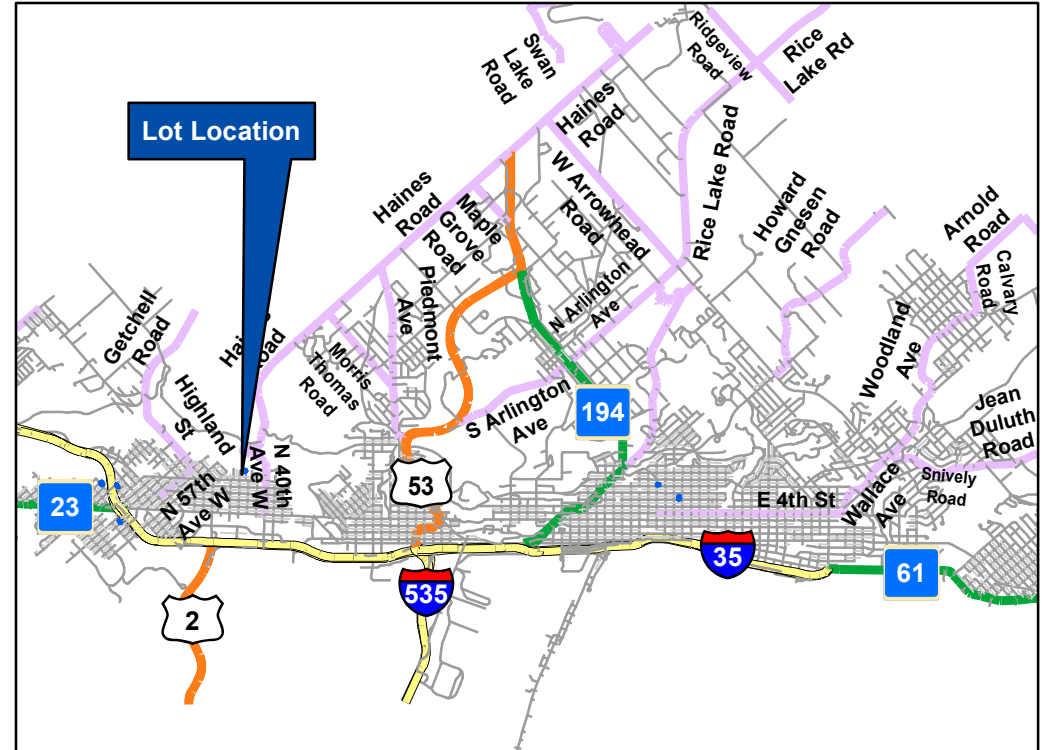 Swan
Lake
Road
Ridgeview
Road
Rice
Lake Rd
Lot Location
Haines
Road
W Arrowhead
Road
Rice Lake Road
Howard
Gnesen
Road
Arnold
Road
Calvary
Road
Haines
Road
Maple
Grove
Road
Piedmont
Ave
N Arlington
Ave
Getchell
Road
Highland
St
Morris
Thomas
Road
S Arlington
Ave
194
Woodland
Ave
Jean
Duluth
Road
Snively
Road
Wallace
Ave
E 4th St
N 40th
Ave W
N 57th
Ave W
53
23
35
61
535
2